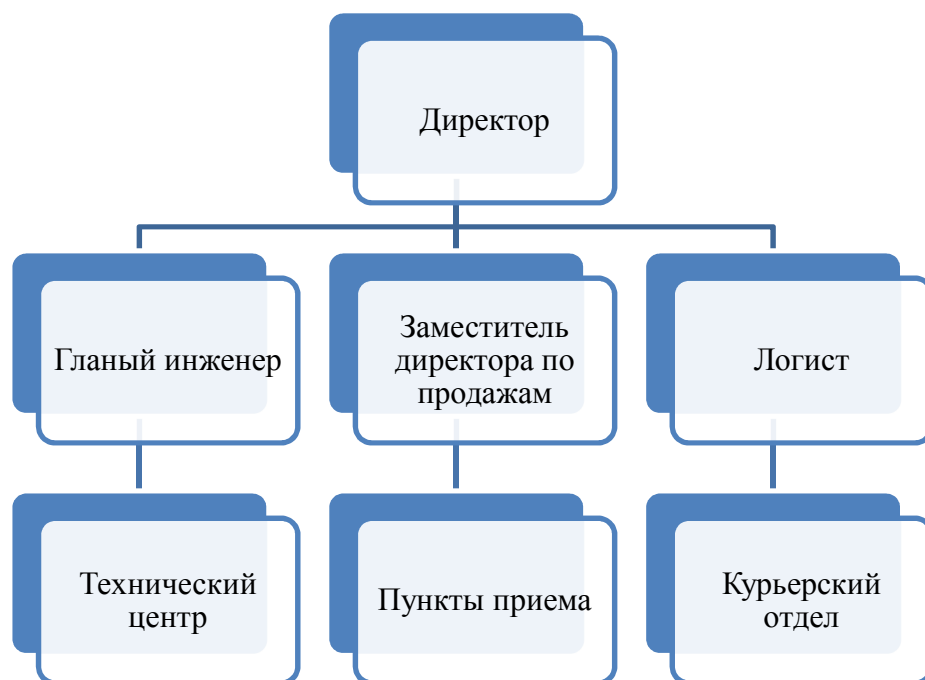 Директор
Гланый инженер
Заместитель
директора по
продажам
Логист
Технический
центр
Пункты приема
Курьерский
отдел